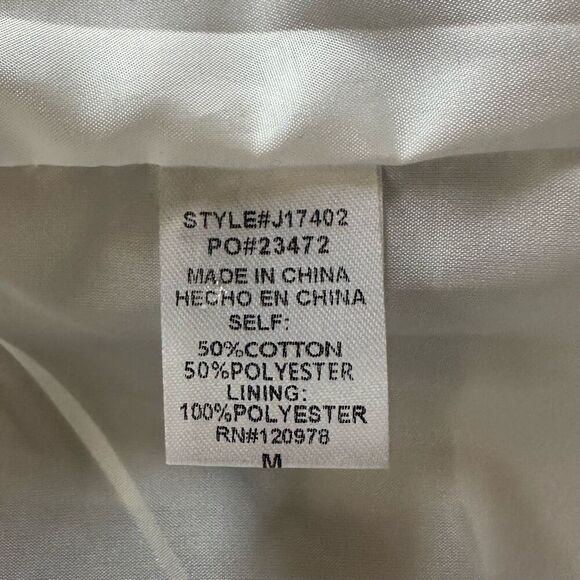 STYLE#J17402
PO#23472
MADE IN CHINA
HECHO EN CHINA
SELF:
50%COTTON
50%POLYESTER
LINING:
100%POLYESTER
RN#120978
M